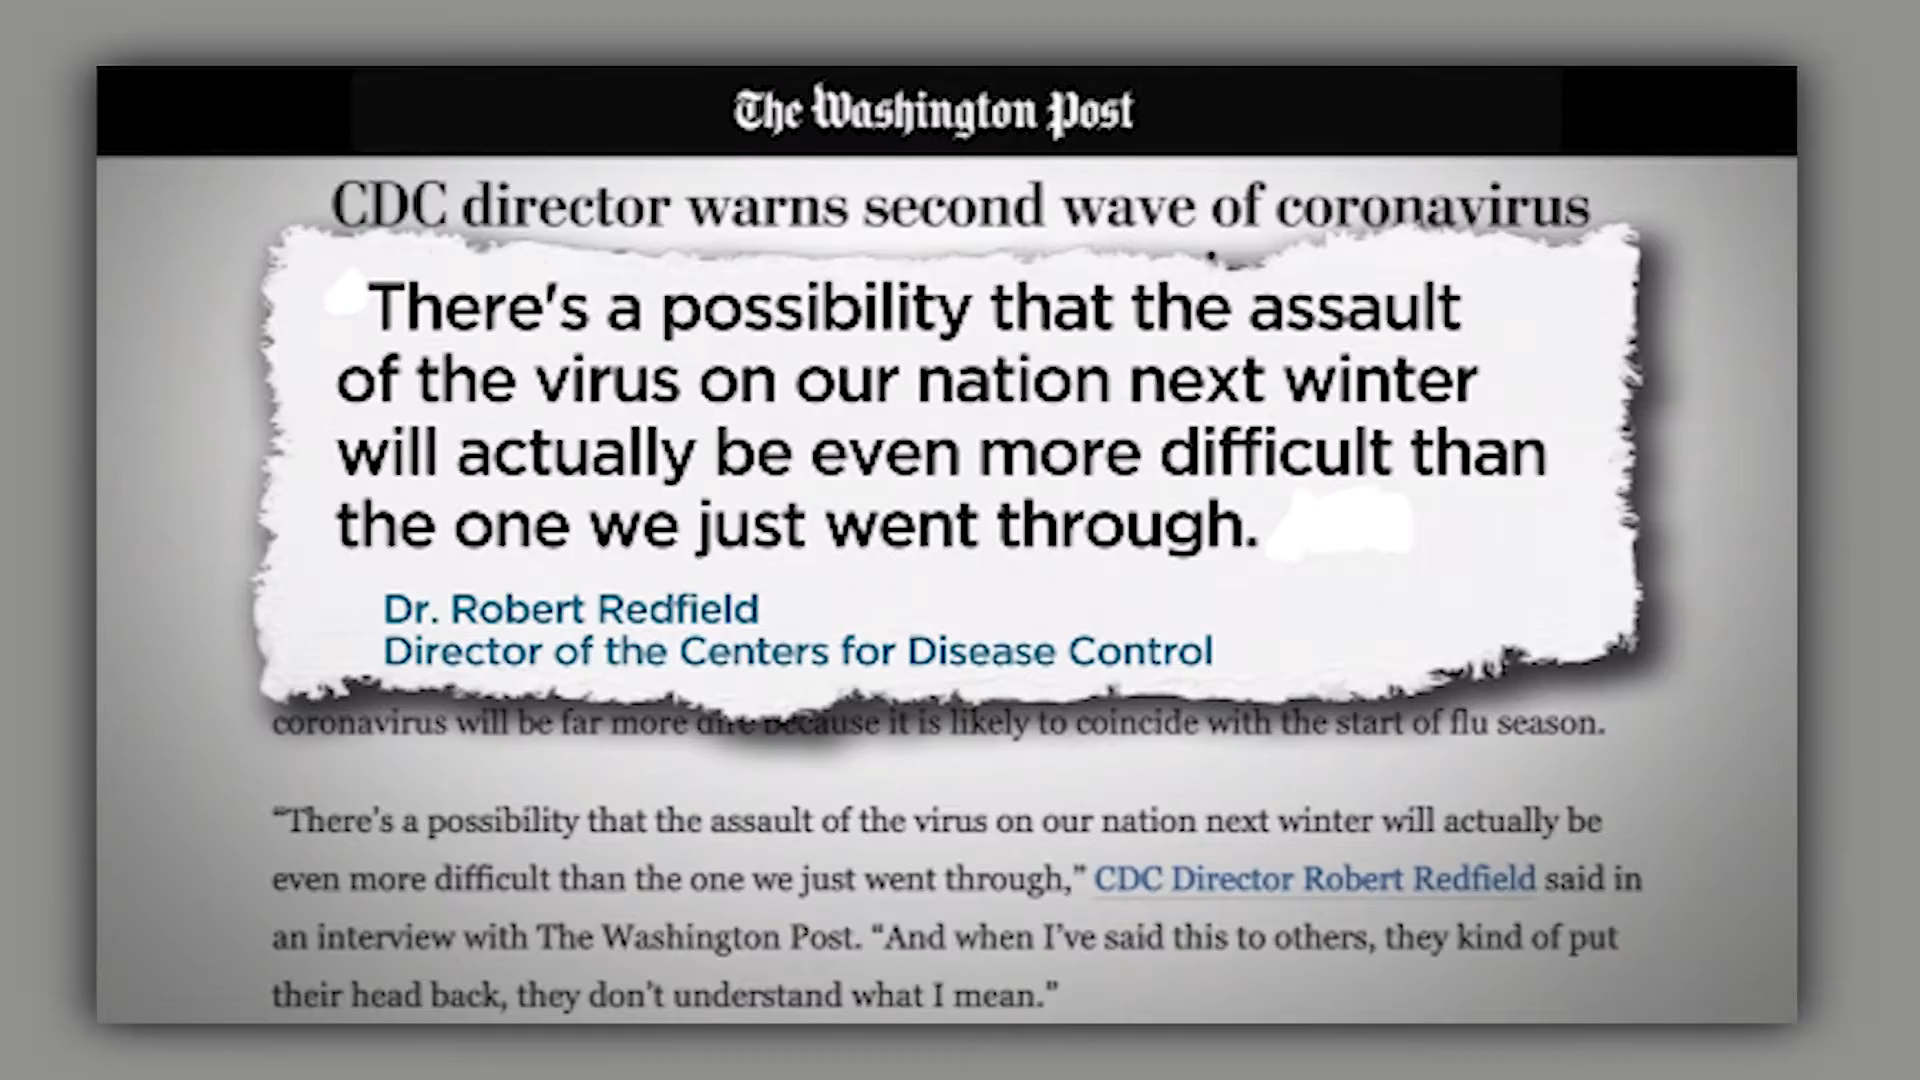 The Washington Post
CDC director warns second wave of coronavirus
There's a possibility that the assault
of the virus on our nation next winter
will actually be even more difficult than
the one we just went through.
Dr. Robert Redfield
Director of the Centers for Disease Control
coronavirus will be far more dire because it is likely to coincide with the start of flu season.
“There’s a possibility that the assault of the virus on our nation next winter will actually be
even more difficult than the one we just went through,” CDC Director Robert Redfield said in
an interview with The Washington Post. “And when I’ve said this to others, they kind of put
their head back, they don’t understand what I mean.”